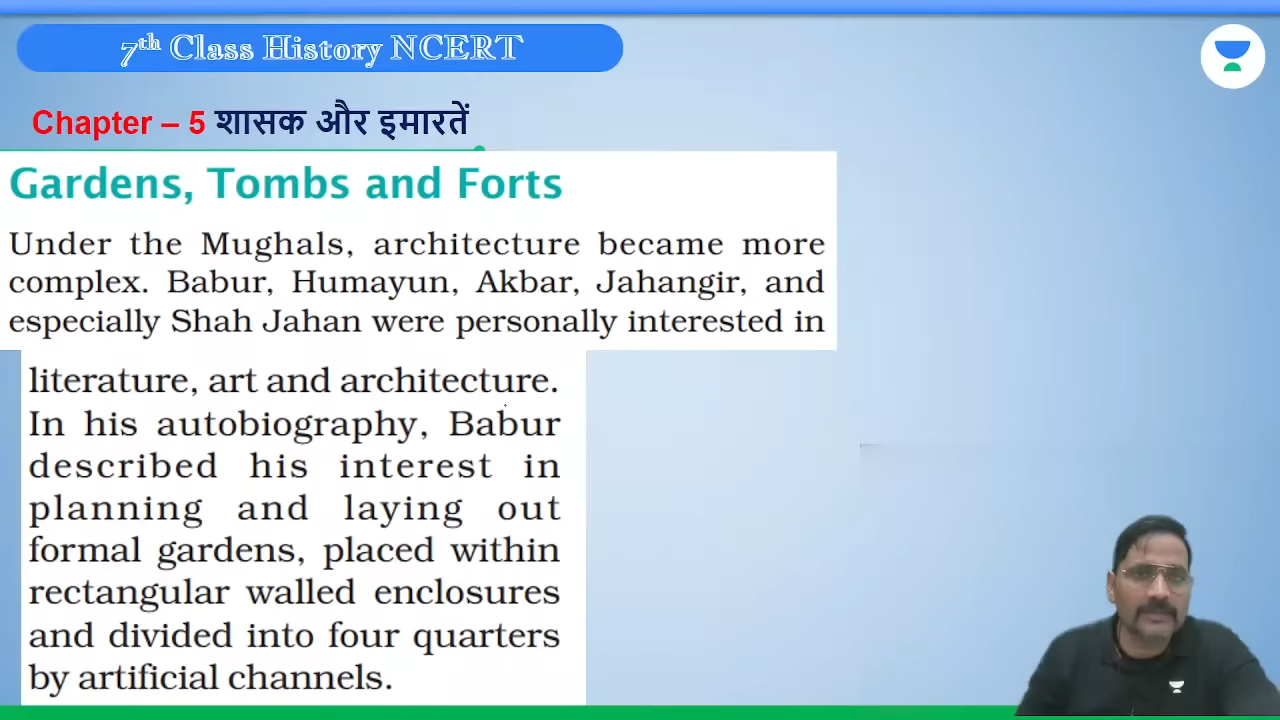 7th Class History NCERT
Chapter – 5 शासक और इमारतें
Gardens, Tombs and Forts
Under the Mughals, architecture became more
complex. Babur, Humayun, Akbar, Jahangir, and
especially Shah Jahan were personally interested in
literature, art and architecture.
In his autobiography, Babur
described his interest in
planning and laying out
formal gardens, placed within
rectangular walled enclosures
and divided into four quarters
by artificial channels.